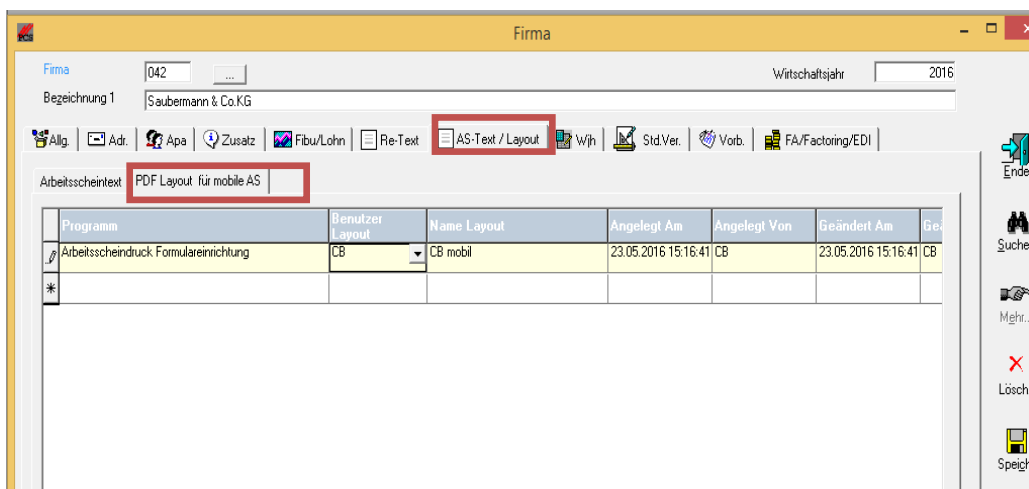 Firma
Firma 042 ... Wirtschaftsjahr 2016
Bezeichnung 1 Saubermann & Co.KG
Allg. Adr. Apa Zusatz Fibu/Lohn Re-Text AS-Text / Layout Wjh Std.Ver. Vorb. FA/Factoring/EDI
Arbeitsscheintext PDF Layout für mobile AS
Programm Benutzer Layout Name Layout Angelegt Am Angelegt Von Geändert Am Geä
Arbeitsscheindruck Formulareinrichtung CB CB mobil 23.05.2016 15:16:41 CB 23.05.2016 15:16:41 CB
Ende
Suche
Mehr..
Lösch
Speich